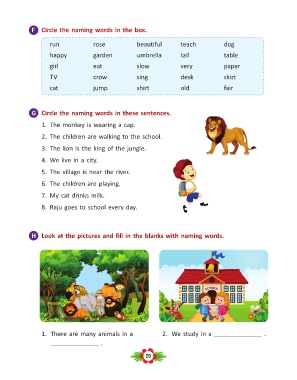 F Circle the naming words in the box.
run rose beautiful teach dog
happy garden umbrella tall table
girl eat slow very paper
TV crow sing desk skirt
cat jump shirt old fair
G Circle the naming words in these sentences.
1. The monkey is wearing a cap.
2. The children are walking to the school.
3. The lion is the king of the jungle.
4. We live in a city.
5. The village is near the river.
6. The children are playing.
7. My cat drinks milk.
8. Raju goes to school every day.
H Look at the pictures and fill in the blanks with naming words.
SCHOOL
1. There are many animals in a
_______________ .
2. We study in a _______________ .
20